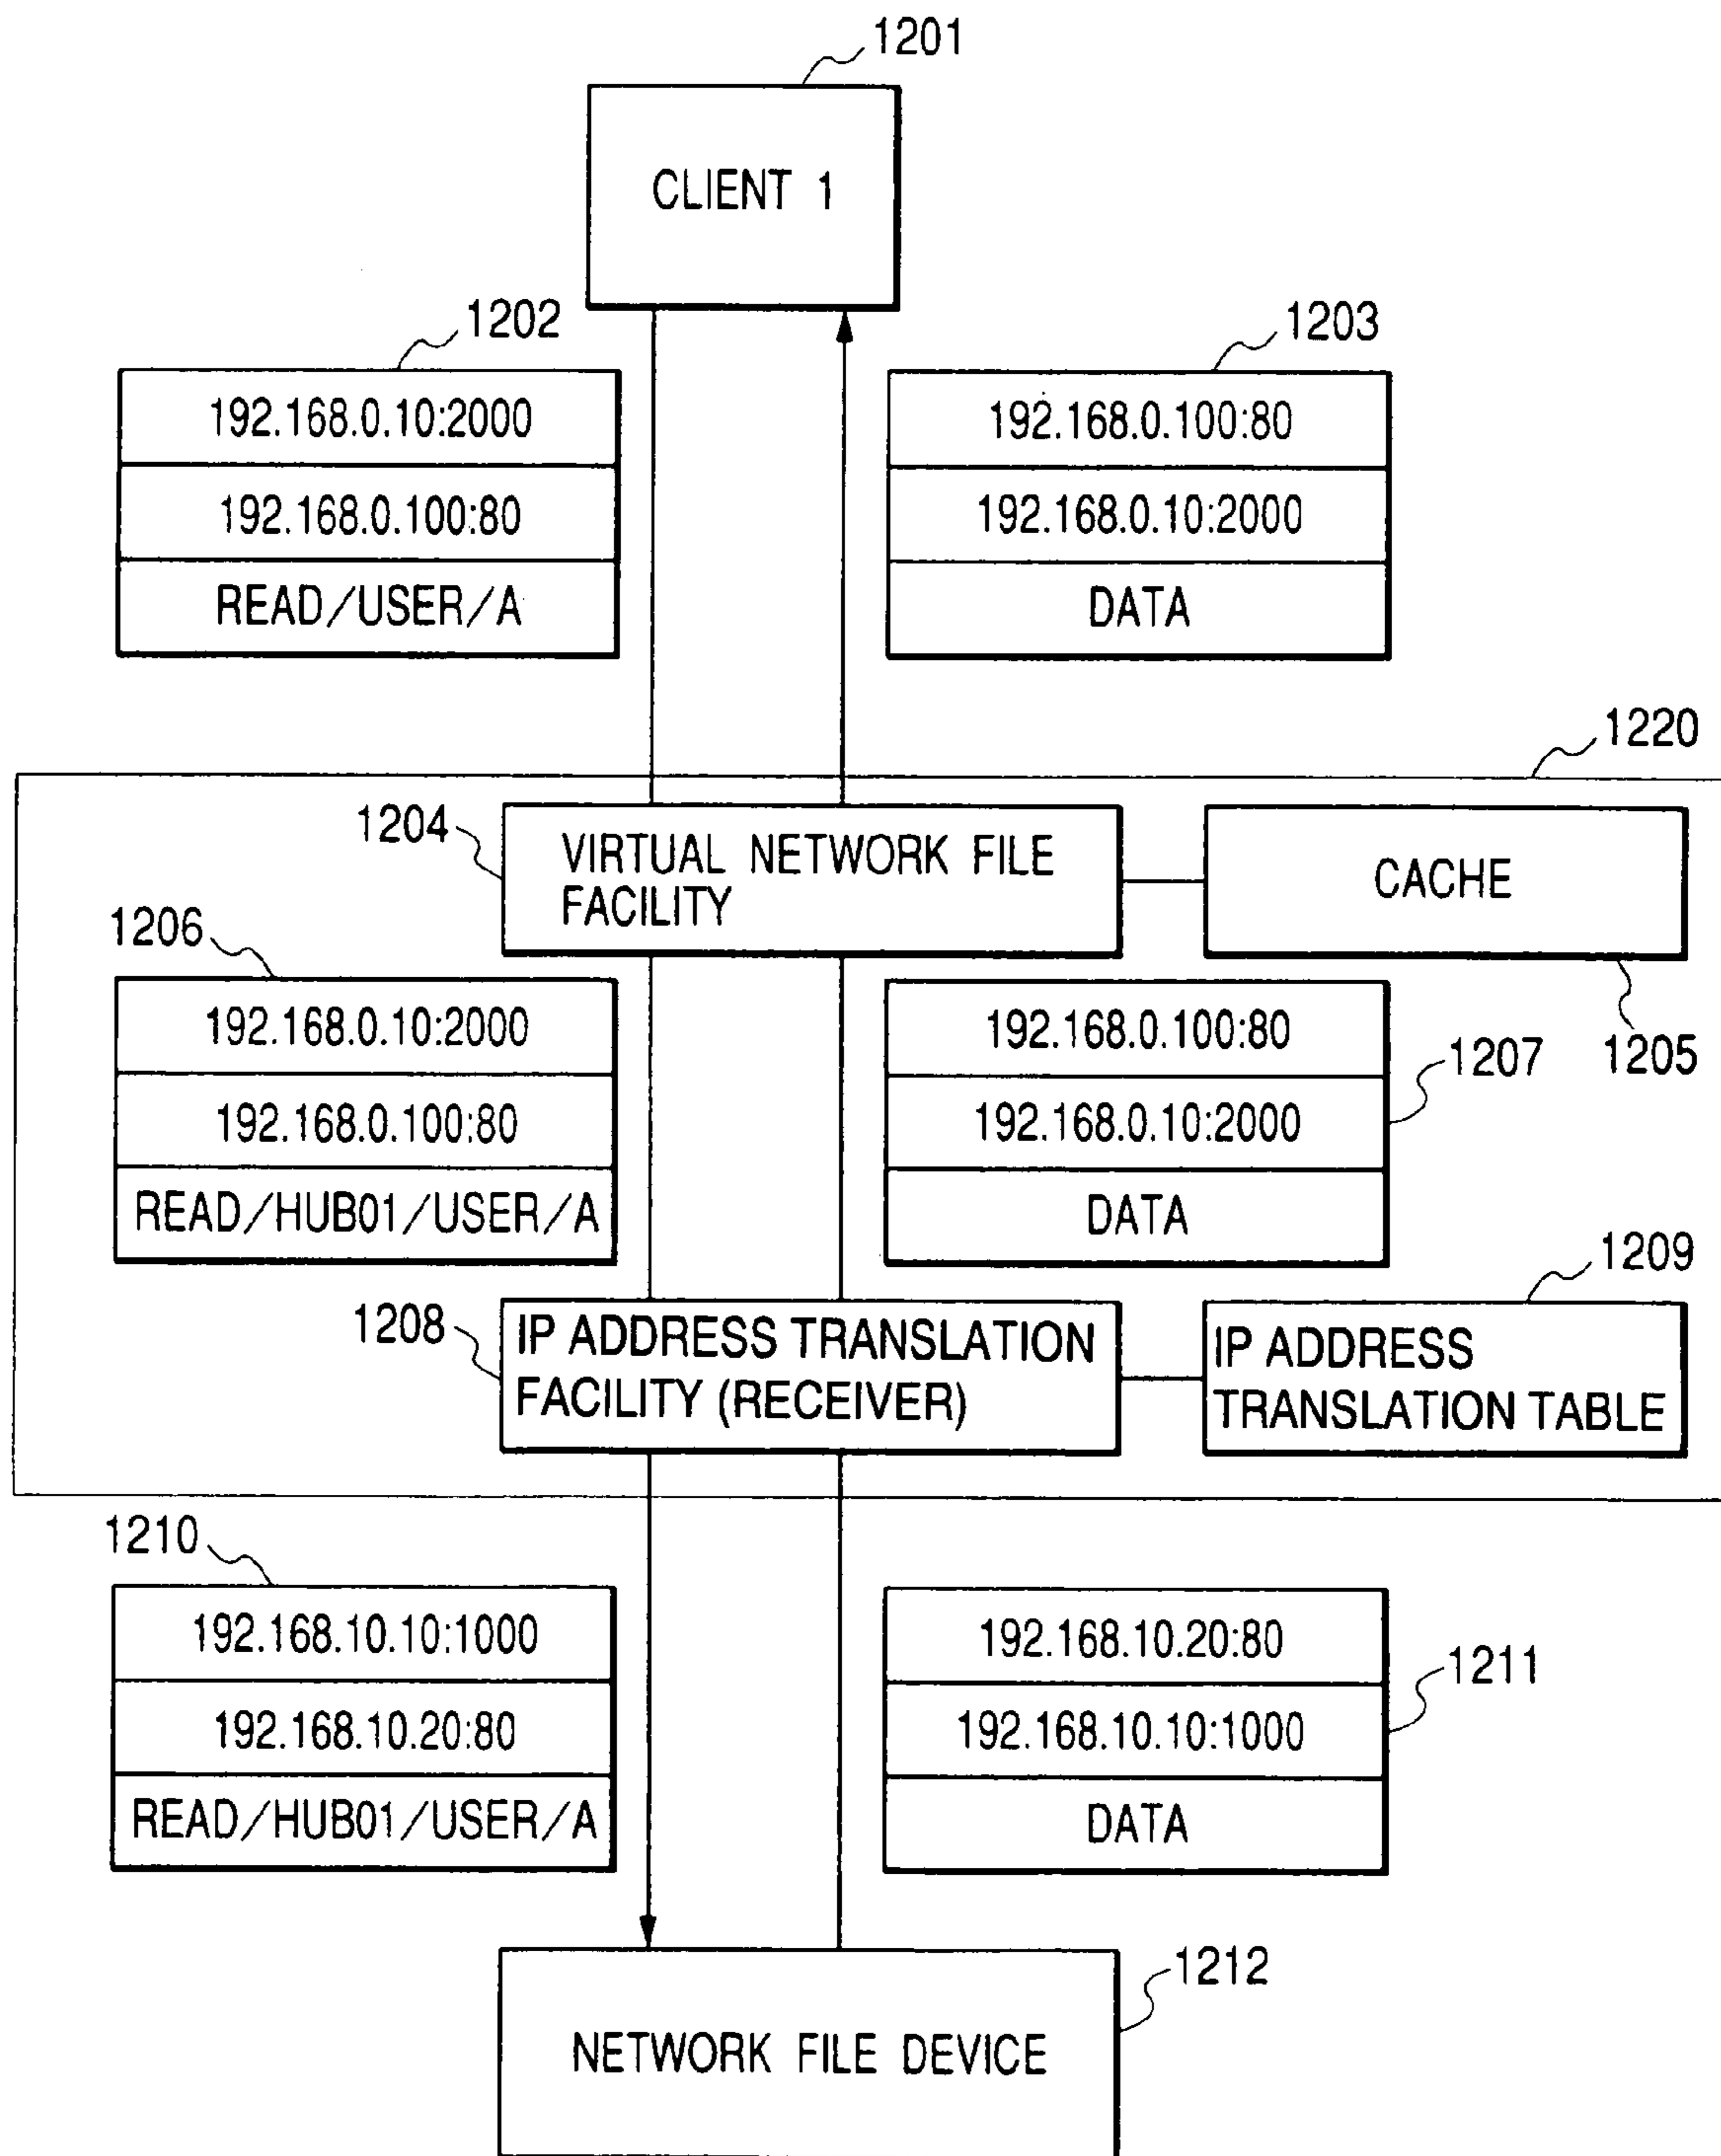 1201
CLIENT 1
1202
1203
192.168.0.10:2000
192.168.0.100:80
READ/USER/A
192.168.0.100:80
192.168.0.10:2000
DATA
1220
1204
VIRTUAL NETWORK FILE
FACILITY
CACHE
1205
1206
192.168.0.10:2000
192.168.0.100:80
READ/HUB01/USER/A
192.168.0.100:80
192.168.0.10:2000
DATA
1207
1209
1208
IP ADDRESS TRANSLATION
FACILITY (RECEIVER)
IP ADDRESS
TRANSLATION TABLE
1210
192.168.10.10:1000
192.168.10.20:80
READ/HUB01/USER/A
192.168.10.20:80
192.168.10.10:1000
DATA
1211
1212
NETWORK FILE DEVICE